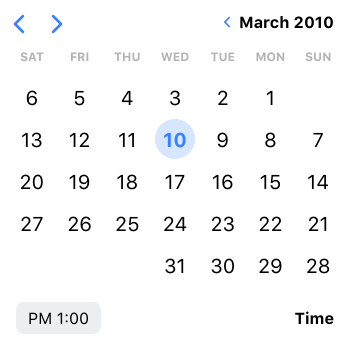 March 2010
SAT FRI THU WED TUE MON SUN
6 5 4 3 2 1
13 12 11 10 9 8 7
20 19 18 17 16 15 14
27 26 25 24 23 22 21
31 30 29 28
PM 1:00 Time